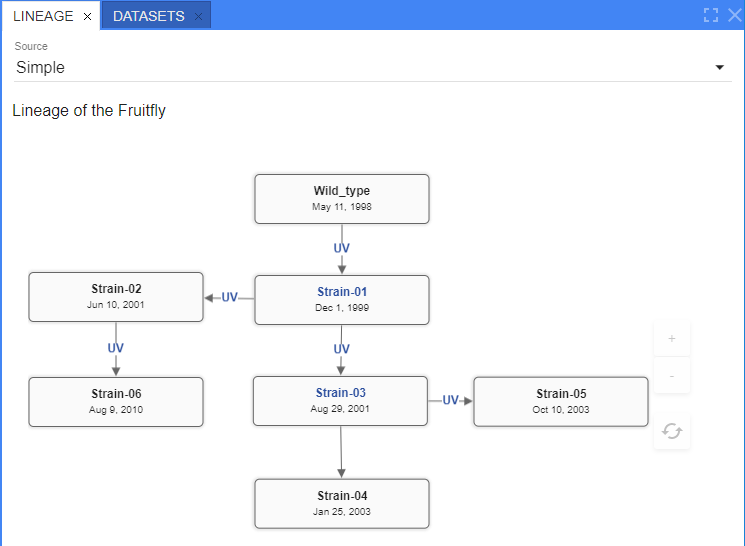 LINEAGE × DATASETS ×
Source
Simple
Lineage of the Fruitfly
Wild_type
May 11, 1998
UV
Strain-02
Jun 10, 2001
UV
Strain-01
Dec 1, 1999
UV
UV
Strain-06
Aug 9, 2010
Strain-03
Aug 29, 2001
UV
Strain-05
Oct 10, 2003
Strain-04
Jan 25, 2003
+
-